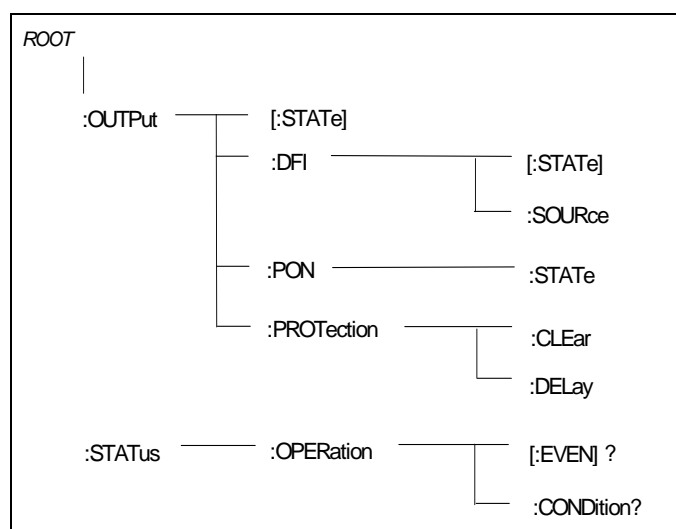 ROOT
:OUTPut [:STATe]
:DFI [:STATe]
:SOURce
:PON :STATe
:PROTection :CLEar
:DELay
:STATus :OPERation [:EVEN] ?
:CONDition?